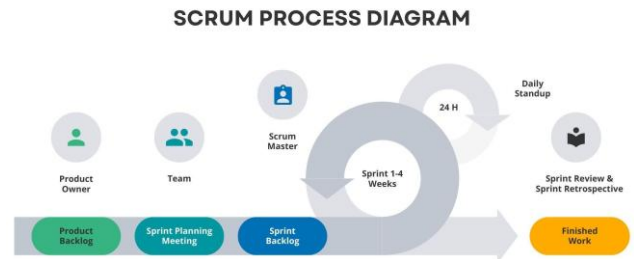 SCRUM PROCESS DIAGRAM
Daily
Standup
24 H
Scrum
Master
Product
Owner
Team
Sprint 1-4
Weeks
Sprint Review &
Sprint Retrospective
Product
Backlog
Sprint Planning
Meeting
Sprint
Backlog
Finished
Work